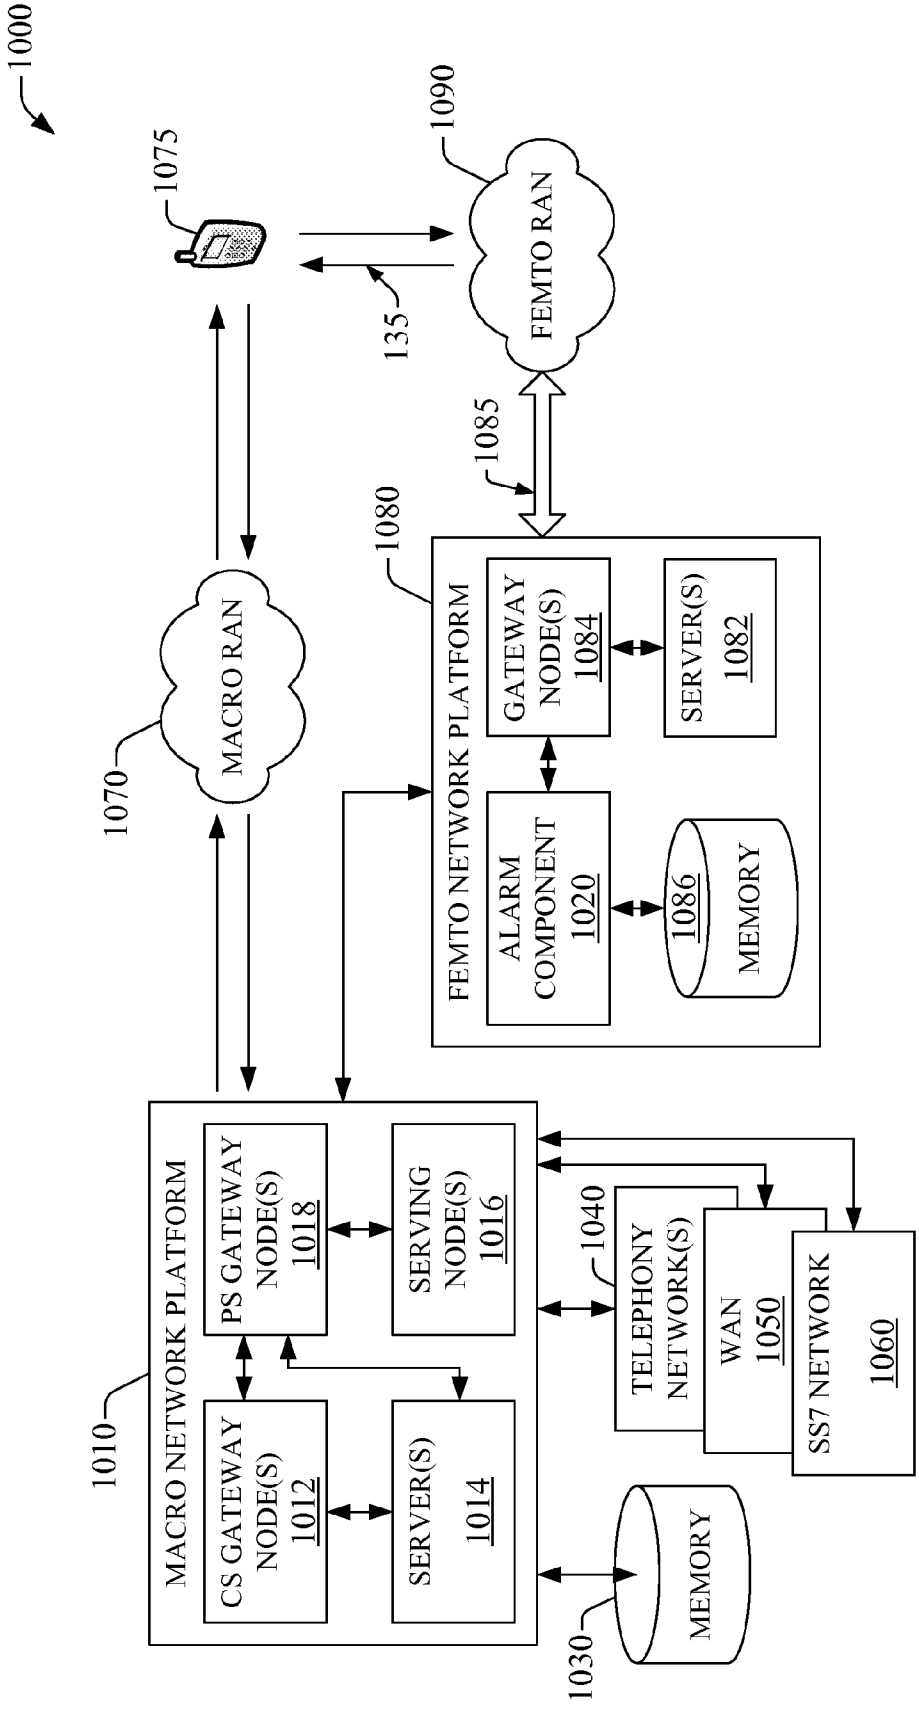 1000
1075
1090
MACRO RAN
1070
135
FEMTO RAN
1085
1080
FEMTO NETWORK PLATFORM
ALARM
COMPONENT
1020
GATEWAY
NODE(S)
1084
1086
MEMORY
SERVER(S)
1082
1010
MACRO NETWORK PLATFORM
CS GATEWAY
NODE(S)
1012
PS GATEWAY
NODE(S)
1018
SERVER(S)
1014
SERVING
NODE(S)
1016
1030
MEMORY
1040
TELEPHONY
NETWORK(S)
WAN
1050
SS7 NETWORK
1060